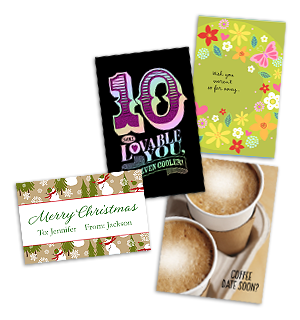 10
LOVABLE
YOU,
EVEN COOLER!
wish you
weren't
so far away...
Merry Christmas
To: Jennifer From: Jackson
COFFEE
DATE SOON?